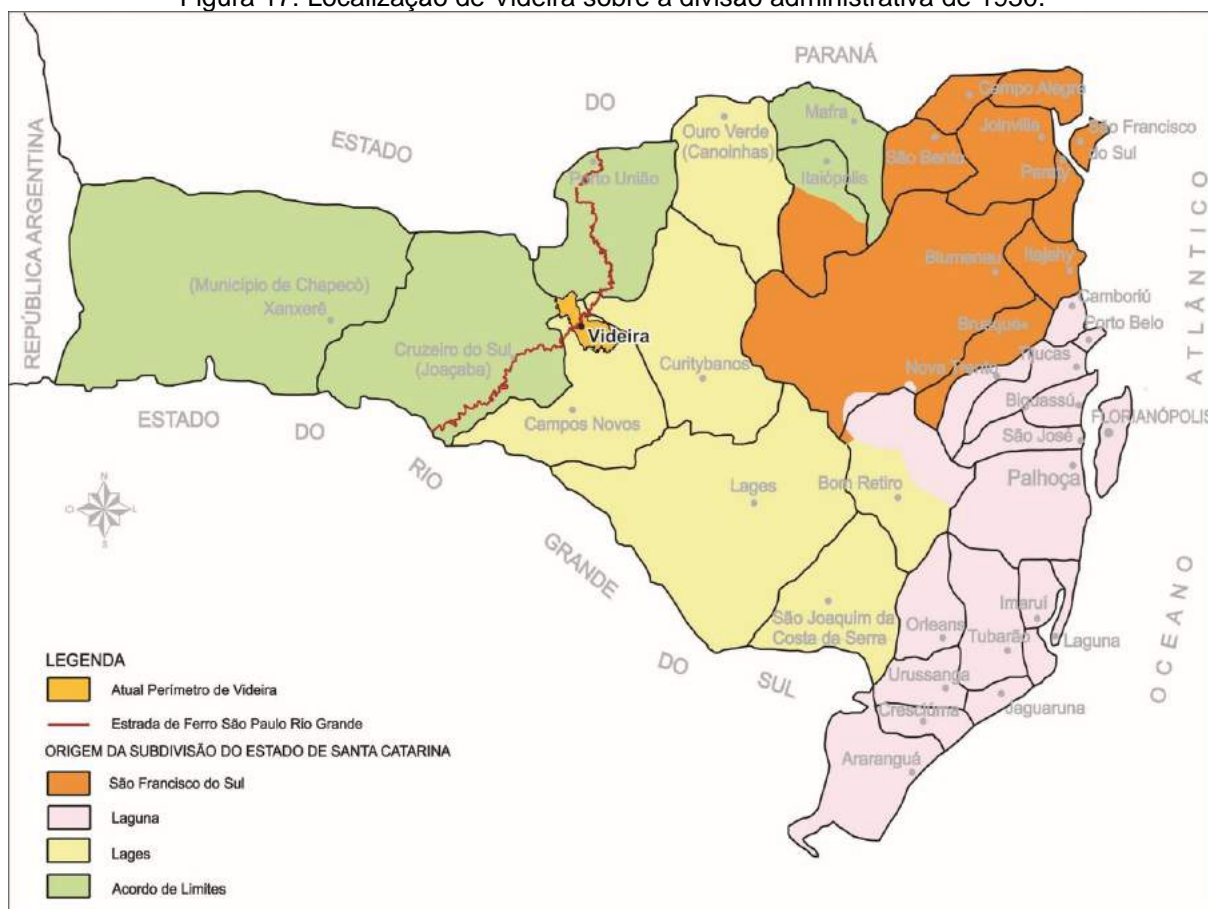 Figura 17: Localização de Videira sobre a divisão administrativa de 1930.
PARANÁ
DO
ESTADO
REPÚBLICA ARGENTINA
Campo Alegre
Mafra
Ouro Verde
(Canoinhas)
Joinville
São Francisco
do Sul
São Bento
Porto União
Itaiópolis
Paraty
ATLÂNTICO
(Município de Chapecò)
Xanxerê
Blumenau
Itajehy
Camboriú
Porto Belo
Videira
Brusque
Cruzeiro do Sul
(Joaçaba)
Curitybanos
Nova Trento
Tijucas
Biguassú
FLORIANÓPOLIS
ESTADO
DO
RIO
GRANDE
DO
SUL
Campos Novos
São José
Palhoça
Lages
Bom Retiro
N
O
L
S
OCEANO
São Joaquim da
Costa da Serra
Orleans
Imaruí
Tubarão
Laguna
Urussanga
Jaguaruna
Cresciúma
Araranguá
LEGENDA
Atual Perímetro de Videira
Estrada de Ferro São Paulo Rio Grande
ORIGEM DA SUBDIVISÃO DO ESTADO DE SANTA CATARINA
São Francisco do Sul
Laguna
Lages
Acordo de Limites